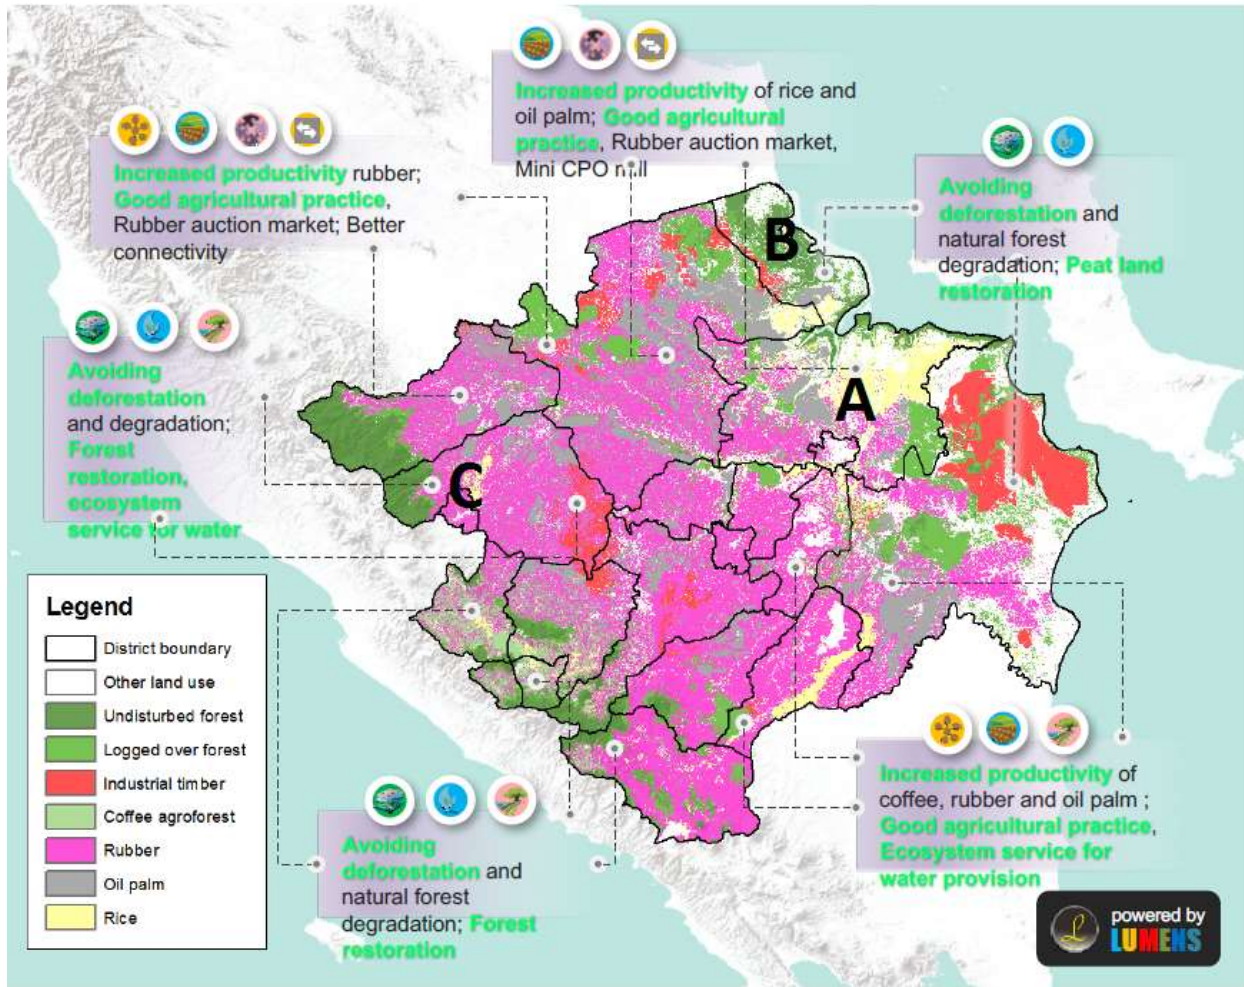 Increased productivity of rice and
oil palm; Good agricultural
practice, Rubber auction market,
Mini CPO mill
Increased productivity rubber;
Good agricultural practice,
Rubber auction market; Better
connectivity
Avoiding
deforestation and
natural forest
degradation; Peat land
restoration
B
Avoiding
deforestation
and degradation;
Forest
restoration,
ecosystem
service for water
A
C
Legend
District boundary
Other land use
Undisturbed forest
Logged over forest
Industrial timber
Coffee agroforest
Rubber
Oil palm
Rice
Increased productivity of
coffee, rubber and oil palm ;
Good agricultural practice,
Ecosystem service for
water provision
Avoiding
deforestation and
natural forest
degradation; Forest
restoration
L
powered by
LUMENS